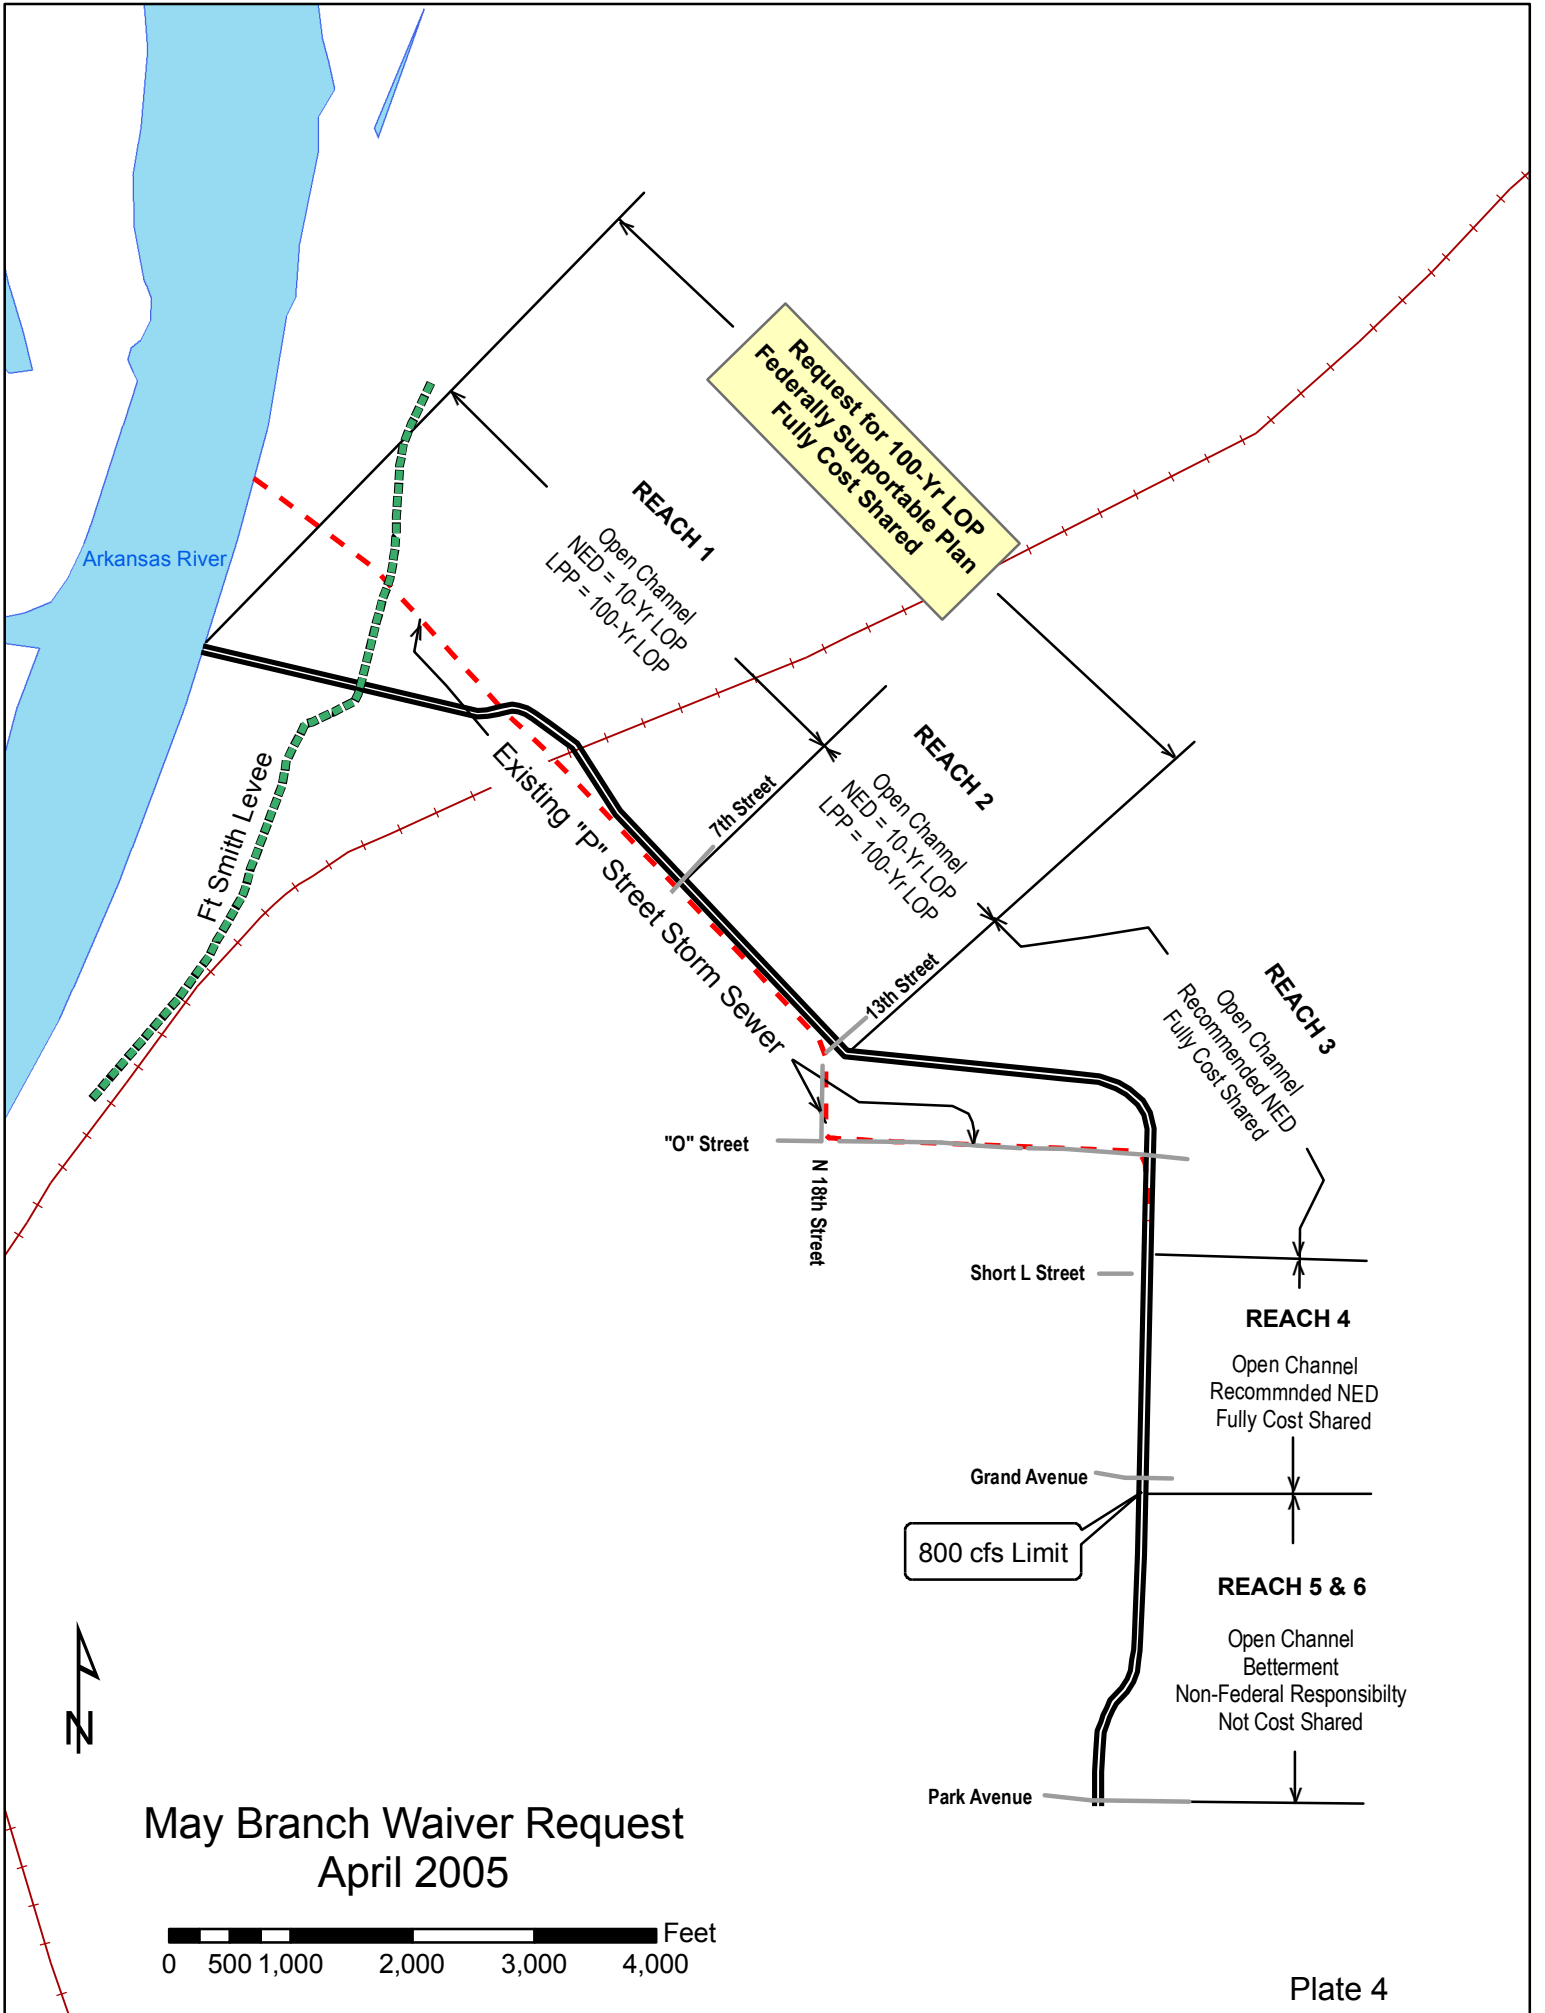 Request for 100-Yr LOP
Federally Supportable Plan
Fully Cost Shared
REACH 1
Open Channel
NED = 10-Yr LOP
LPP = 100-Yr LOP
Arkansas River
REACH 2
Open Channel
NED = 10-Yr LOP
LPP = 100-Yr LOP
7th Street
Existing "P" Street Storm Sewer
Ft Smith Levee
13th Street
REACH 3
Open Channel
Recommended NED
Fully Cost Shared
"O" Street
N 18th Street
Short L Street
REACH 4
Open Channel
Recommnded NED
Fully Cost Shared
Grand Avenue
800 cfs Limit
REACH 5 & 6
Open Channel
Betterment
Non-Federal Responsibilty
Not Cost Shared
Park Avenue
N
May Branch Waiver Request
April 2005
Feet
0 500 1,000 2,000 3,000 4,000
Plate 4